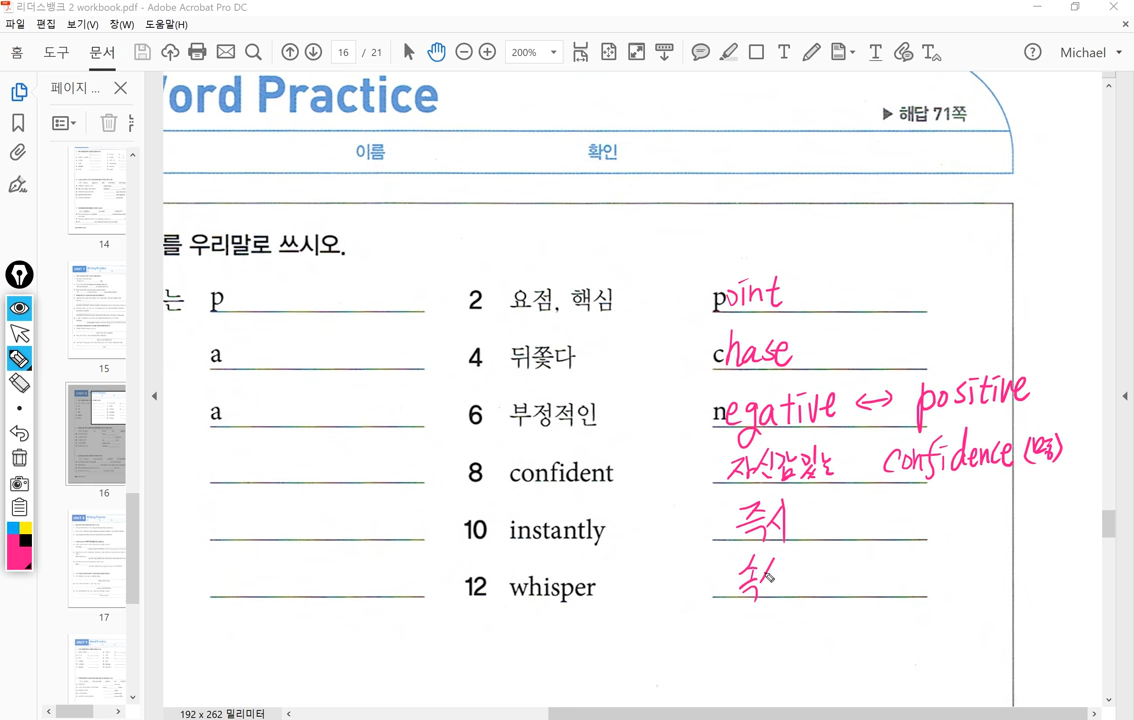 리더스뱅크 2 workbook.pdf - Adobe Acrobat Pro DC
파일 편집 보기(V) 창(W) 도움말(H)
홈 도구 문서 16 / 21 200% Michael
페이지 ...
14
15
16
17
Word Practice
▶ 해답 71쪽
이름 확인
를 우리말로 쓰시오.
는 p 2 요점, 핵심 point
a 4 뒤쫓다 chase
a 6 부정적인 negative ↔ positive
8 confident 자신감 있는 confidence (명)
10 instantly 즉시
12 whisper 속사
192 x 262 밀리미터